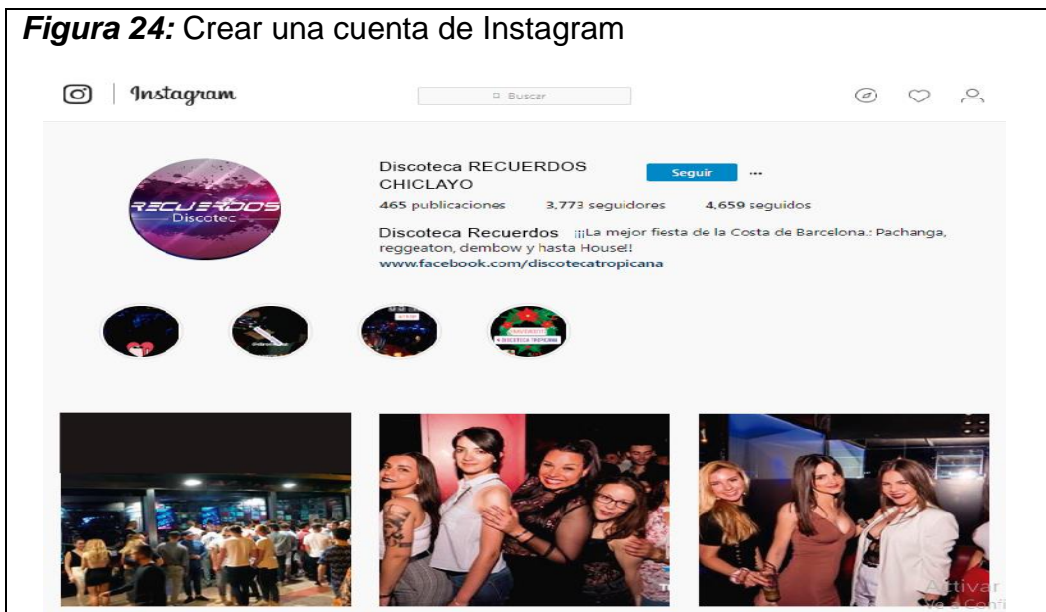 Figura 24: Crear una cuenta de Instagram
Instagram
Buscar
Discoteca RECUERDOS
CHICLAYO
Seguir
465 publicaciones 3,773 seguidores 4,659 seguidos
Discoteca Recuerdos ¡¡¡La mejor fiesta de la Costa de Barcelona.: Pachanga,
reggeaton, dembow y hasta House!!
www.facebook.com/discotecatropicana
RECUERDOS
Discotec
DISCOTECA TROPICANA